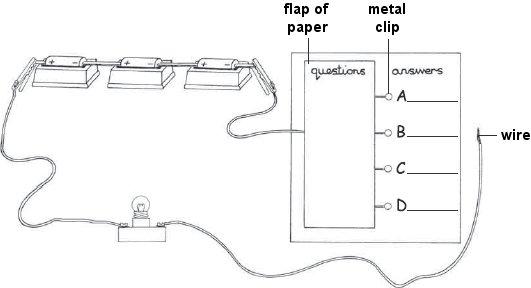 flap of
paper
metal
clip
questions answers
A
B
C
D
wire
+ - + - + -